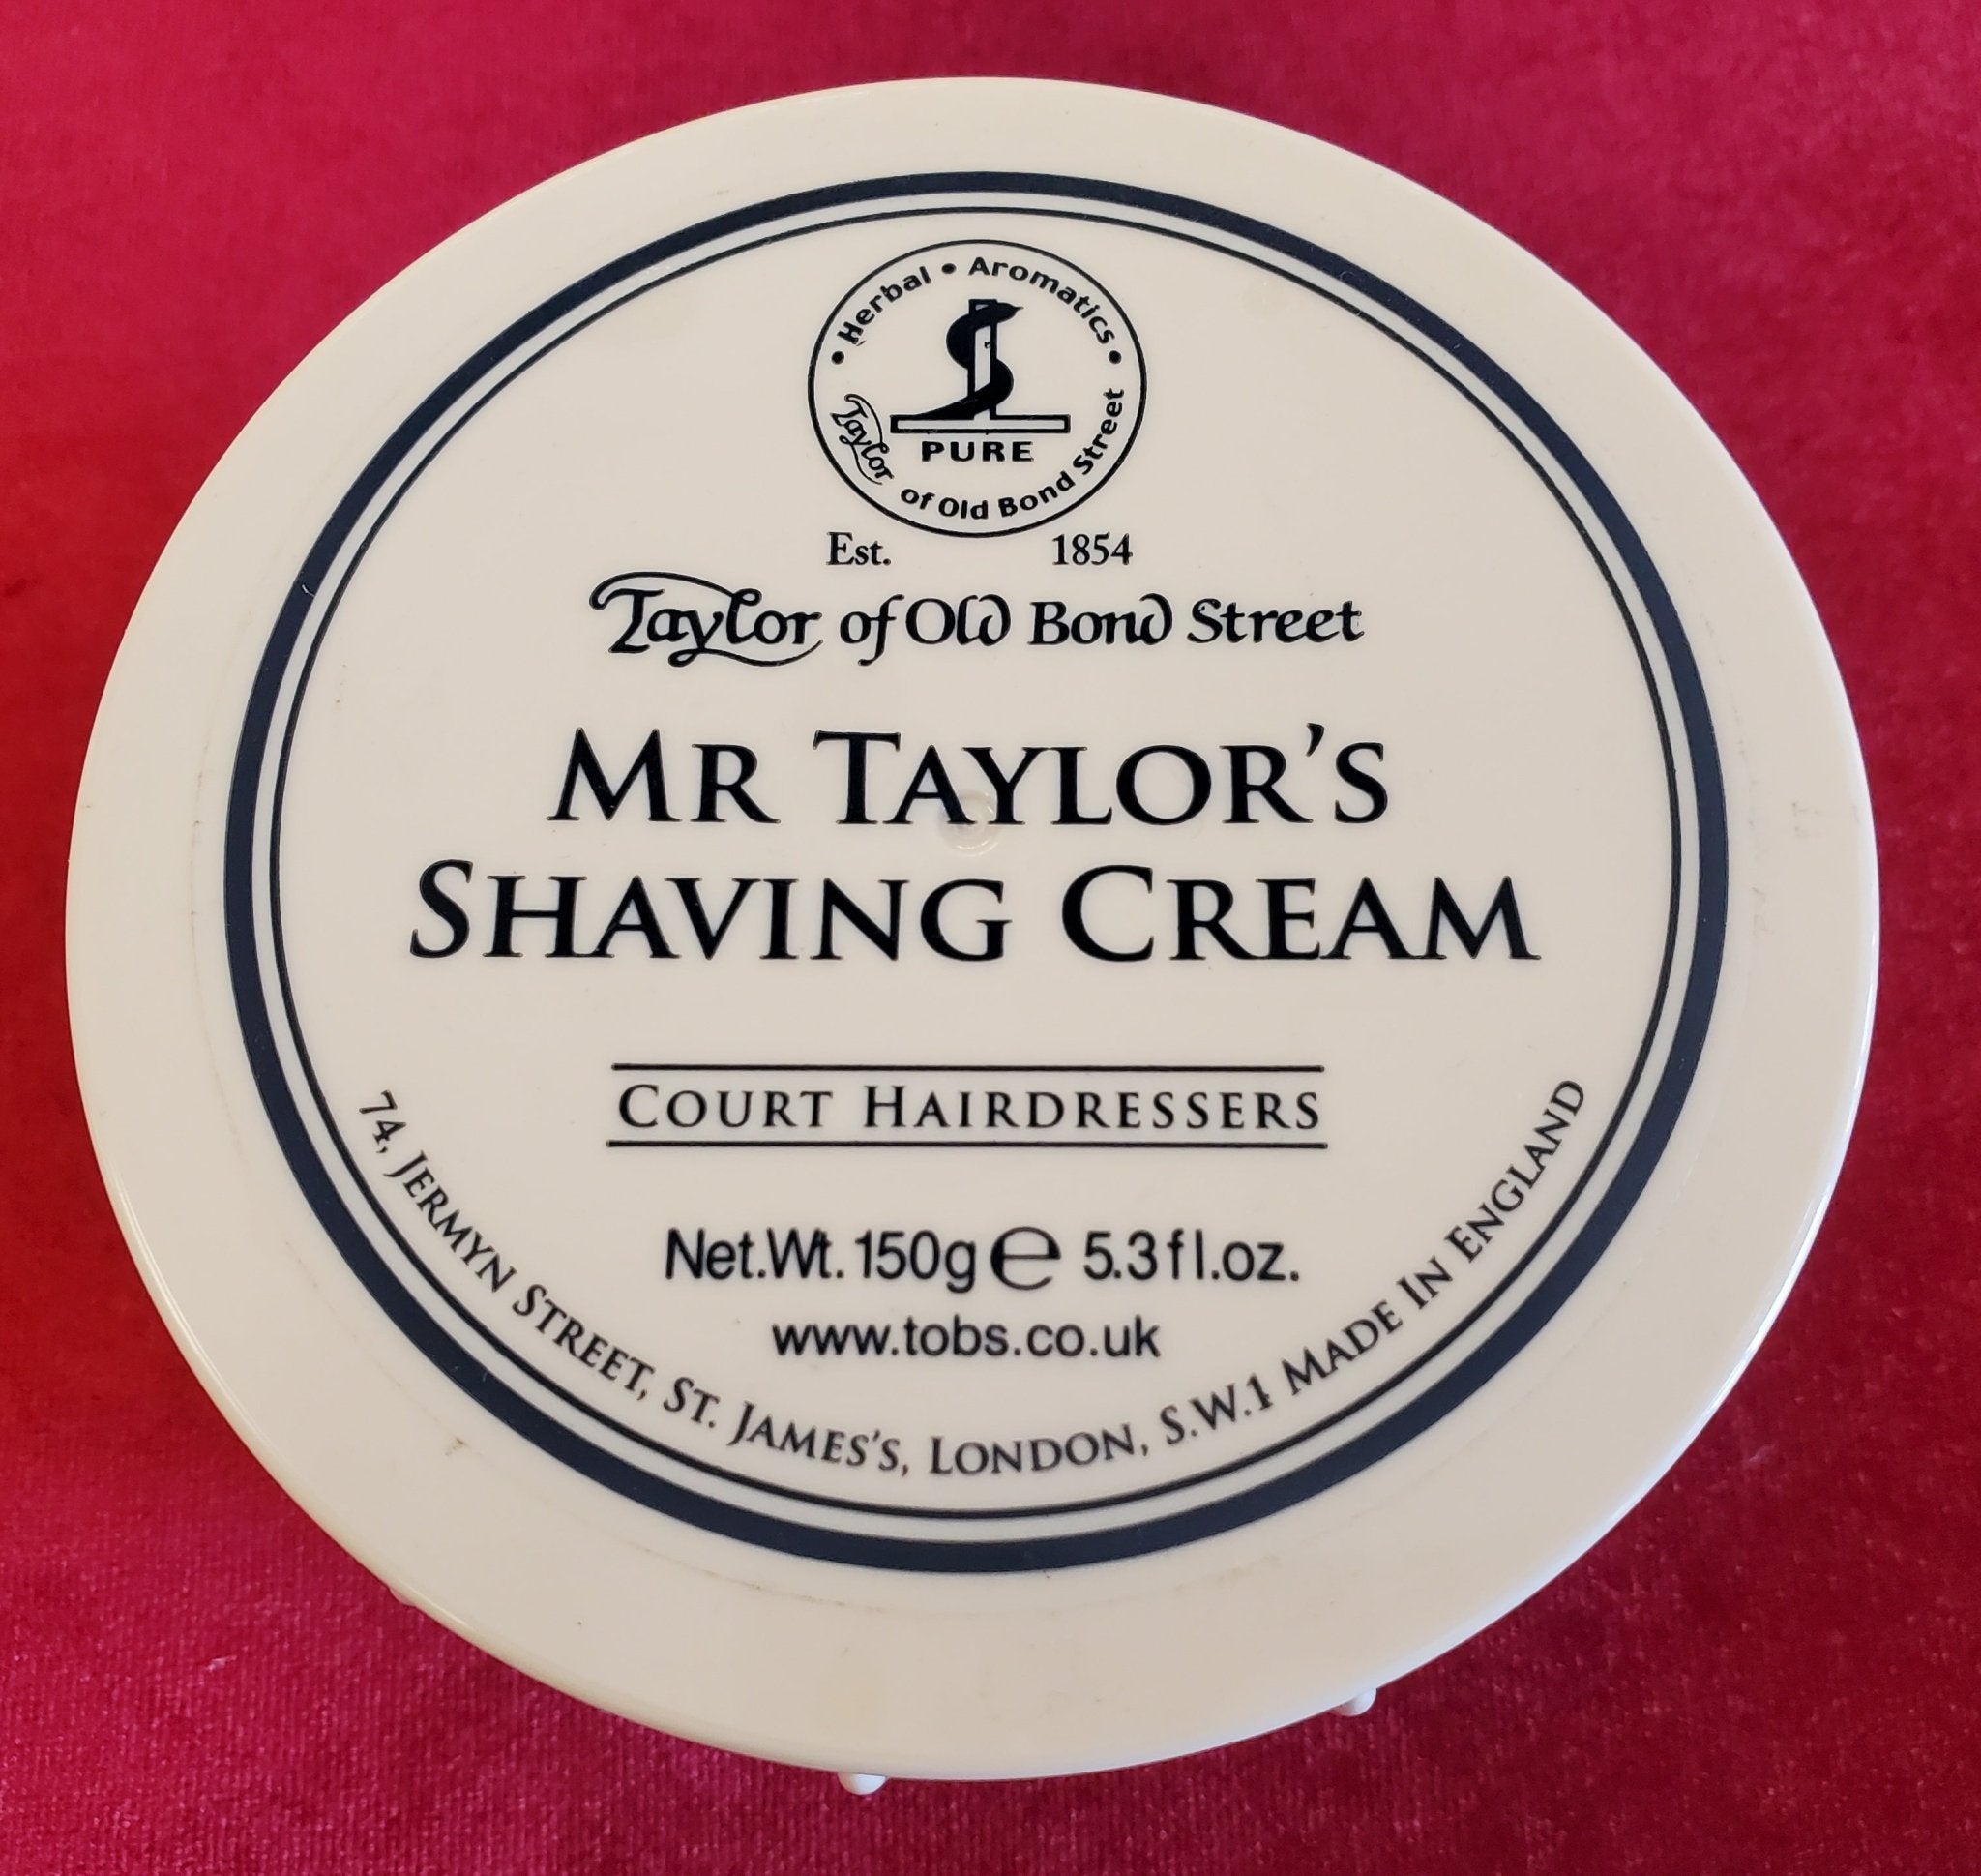 • Herbal • Aromatics •
PURE
Taylor of Old Bond Street
Est. 1854
Taylor of Old Bond Street
MR TAYLOR'S
SHAVING CREAM
COURT HAIRDRESSERS
Net.Wt. 150g ℮ 5.3 fl.oz.
www.tobs.co.uk
74, JERMYN STREET, ST. JAMES'S, LONDON, S.W.1 MADE IN ENGLAND